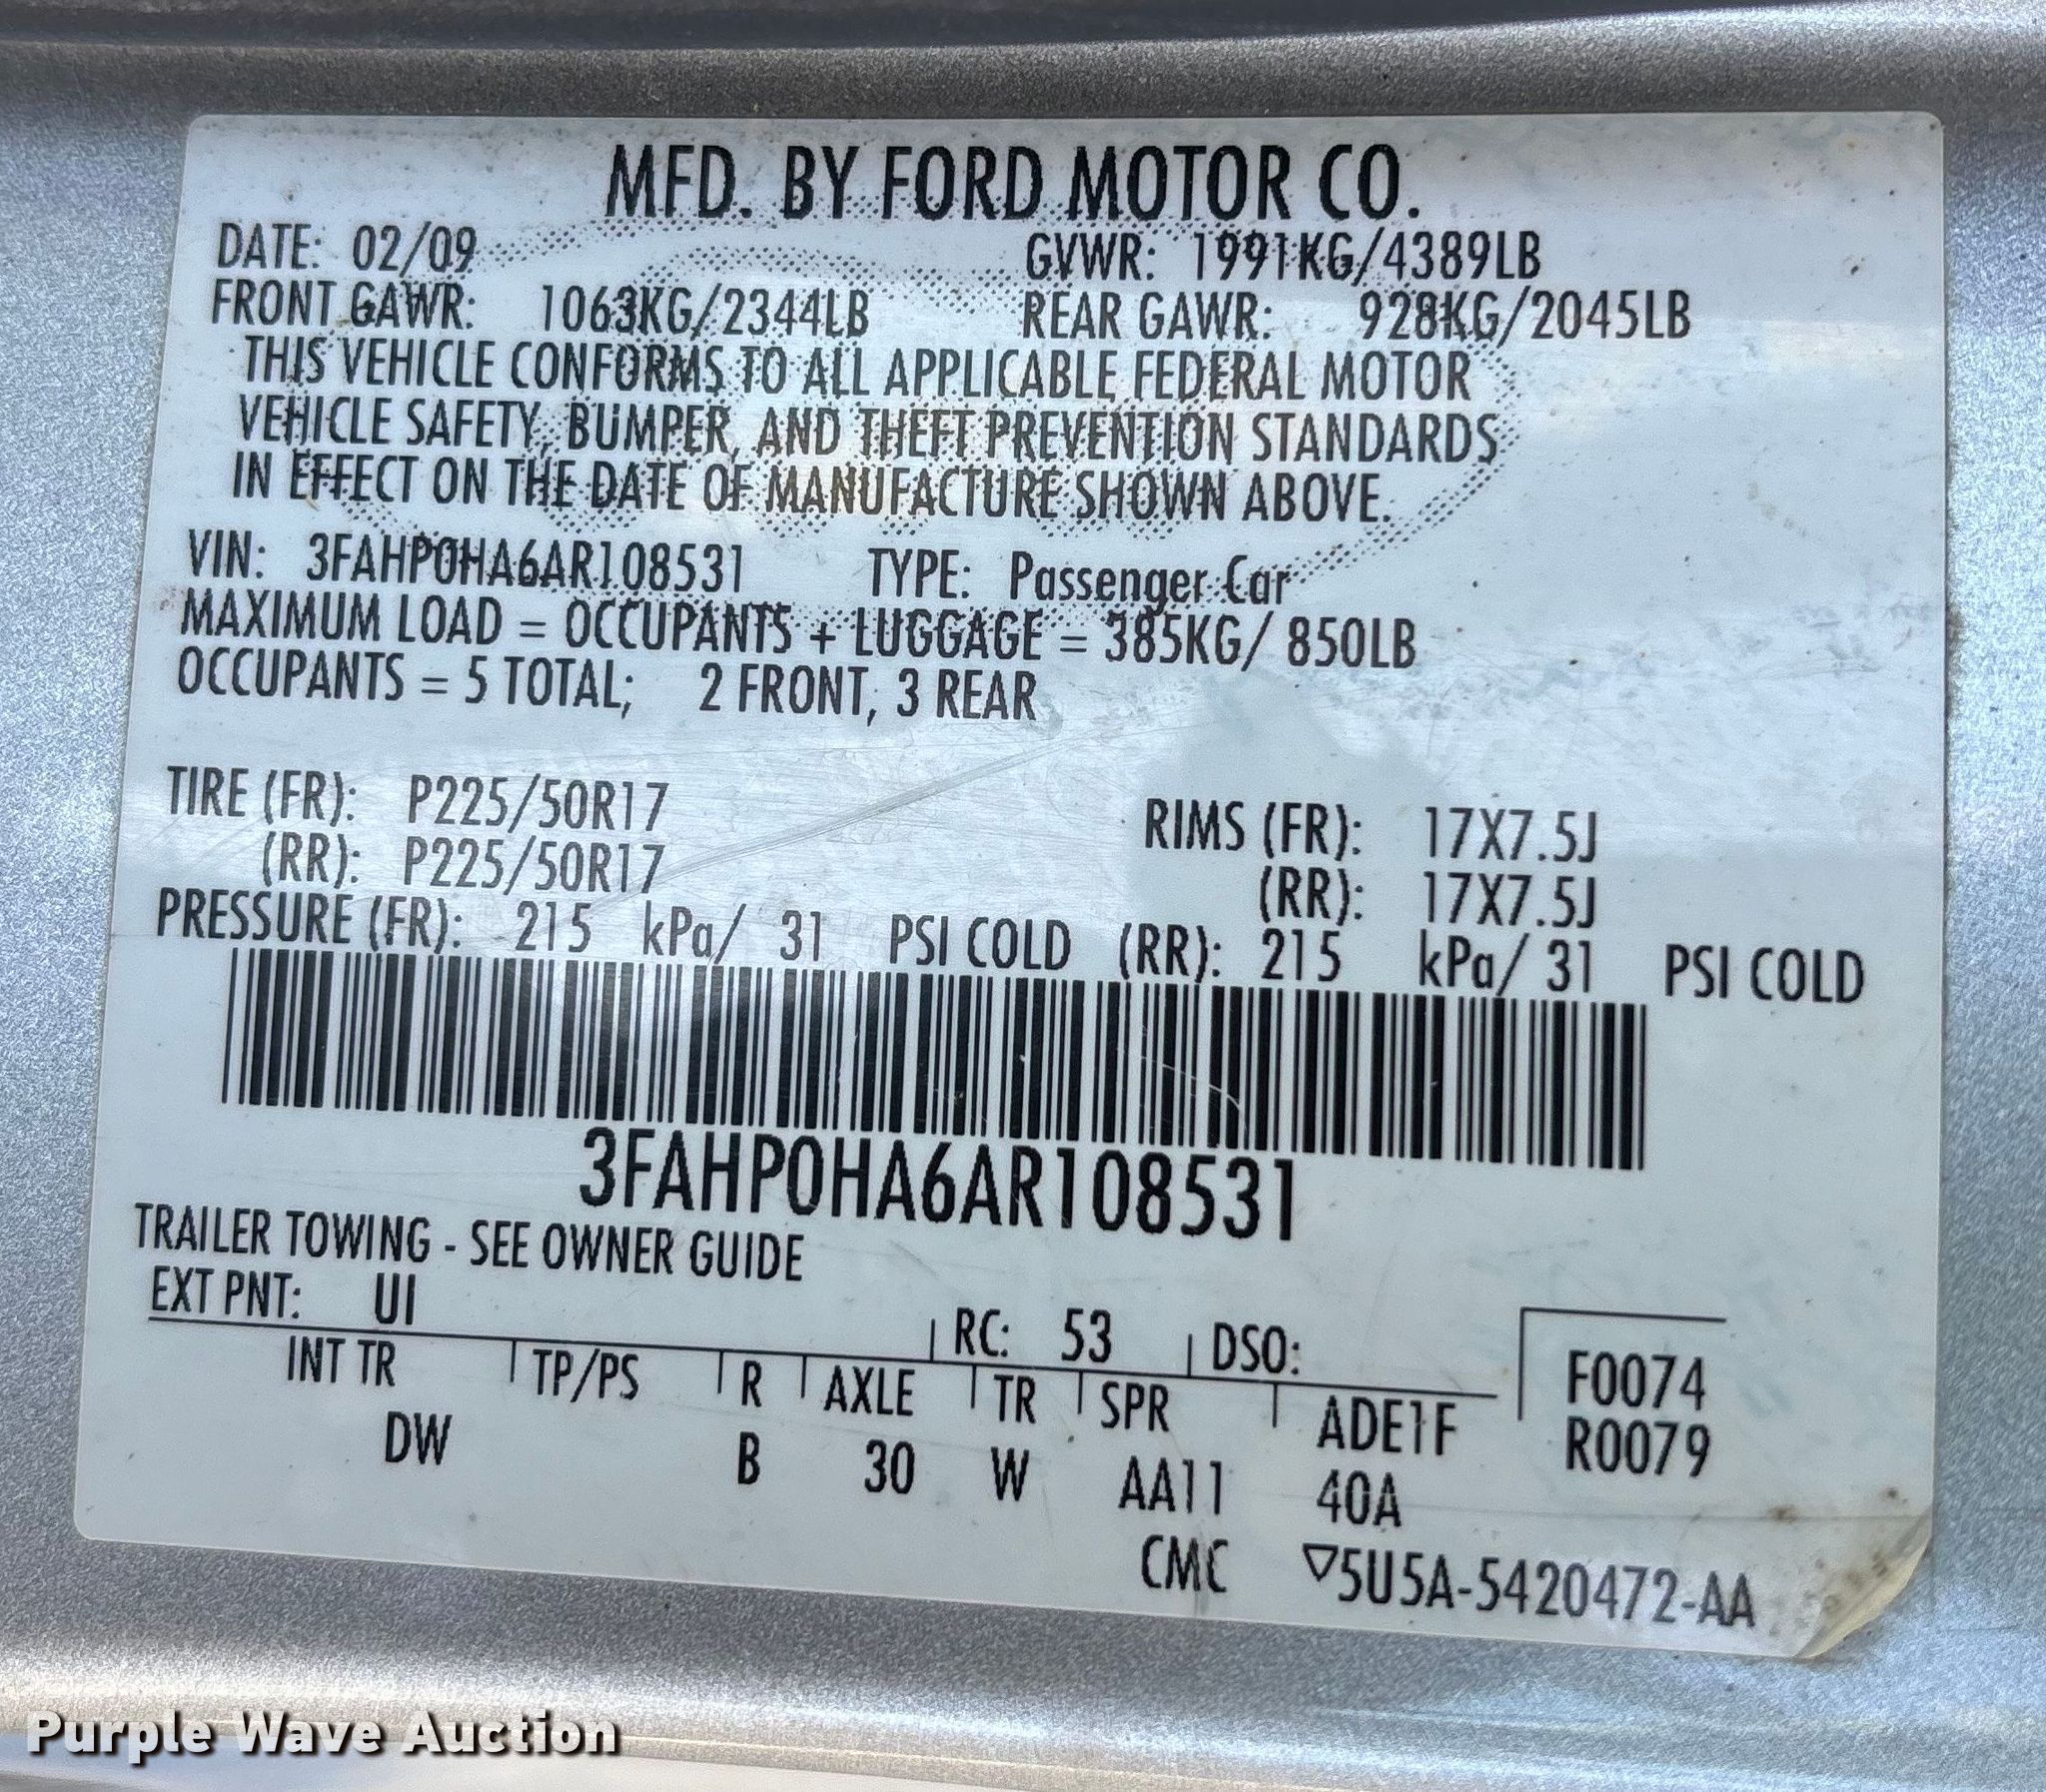 MFD. BY FORD MOTOR CO.
DATE: 02/09 GVWR: 1991KG/4389LB
FRONT GAWR: 1063KG/2344LB REAR GAWR: 928KG/2045LB
THIS VEHICLE CONFORMS TO ALL APPLICABLE FEDERAL MOTOR
VEHICLE SAFETY, BUMPER, AND THEFT PREVENTION STANDARDS
IN EFFECT ON THE DATE OF MANUFACTURE SHOWN ABOVE.
VIN: 3FAHP0HA6AR108531 TYPE: Passenger Car
MAXIMUM LOAD = OCCUPANTS + LUGGAGE = 385KG/ 850LB
OCCUPANTS = 5 TOTAL; 2 FRONT, 3 REAR
TIRE (FR): P225/50R17 RIMS (FR): 17X7.5J
(RR): P225/50R17 (RR): 17X7.5J
PRESSURE (FR): 215 kPa/ 31 PSI COLD (RR): 215 kPa/ 31 PSI COLD
3FAHP0HA6AR108531
TRAILER TOWING - SEE OWNER GUIDE
EXT PNT: UI RC: 53 DSO: F0074
INT TR TP/PS R AXLE TR SPR ADE1F R0079
DW B 30 W AA11 40A
CMC ▽5U5A-5420472-AA
Purple Wave Auction